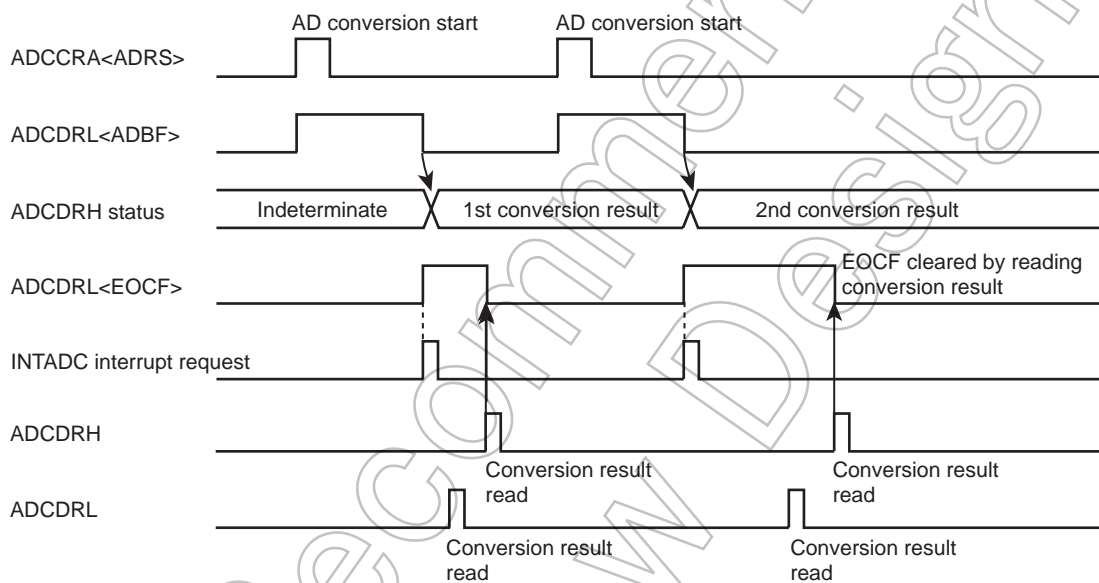 AD conversion start
AD conversion start
ADCCRA<ADRS>
ADCDRL<ADBF>
ADCDRH status
Indeterminate
1st conversion result
2nd conversion result
ADCDRL<EOCF>
EOCF cleared by reading
conversion result
INTADC interrupt request
ADCDRH
Conversion result
read
Conversion result
read
ADCDRL
Conversion result
read
Conversion result
read